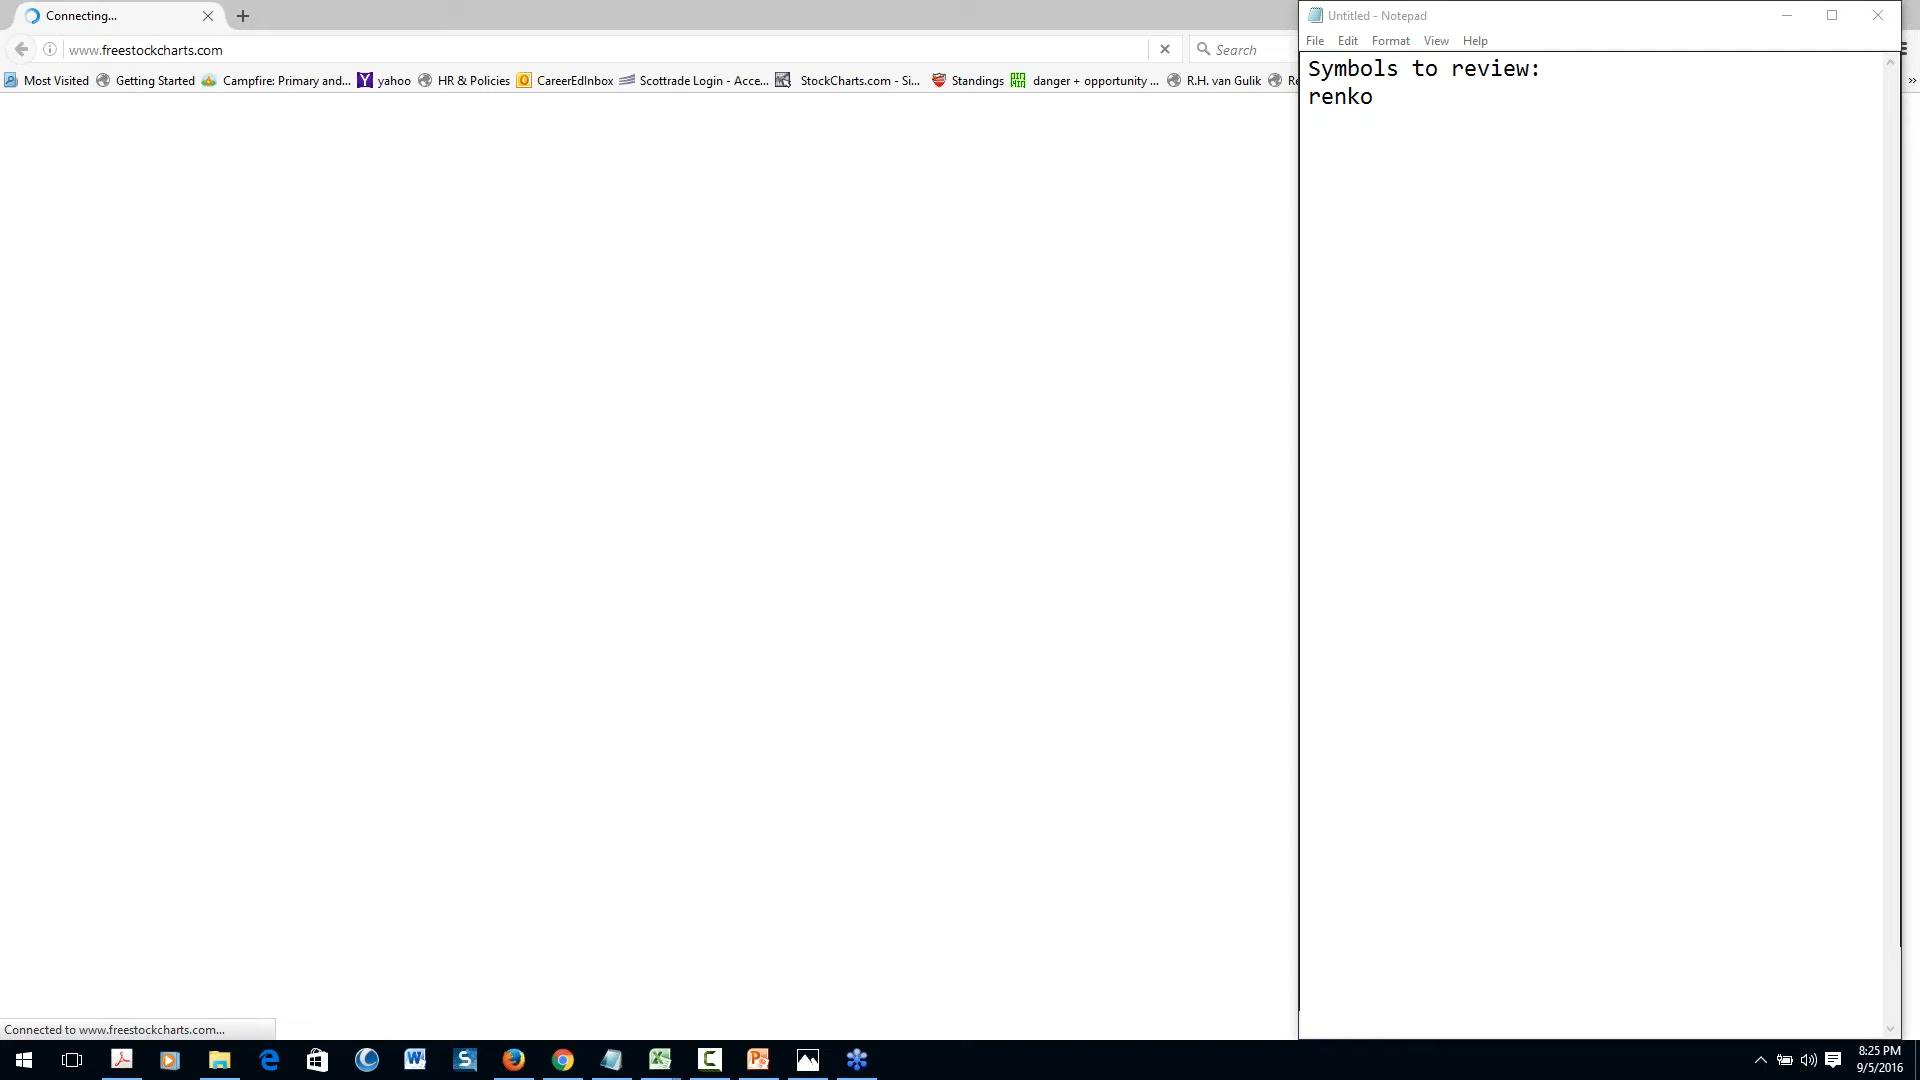 Connecting...
www.freestockcharts.com
Search
Most Visited Getting Started Campfire: Primary and... yahoo HR & Policies CareerEdInbox Scottrade Login - Acce... StockCharts.com - Si... Standings danger + opportunity ... R.H. van Gulik Re
Untitled - Notepad
File Edit Format View Help
Symbols to review:
renko
Connected to www.freestockcharts.com...
8:25 PM
9/5/2016